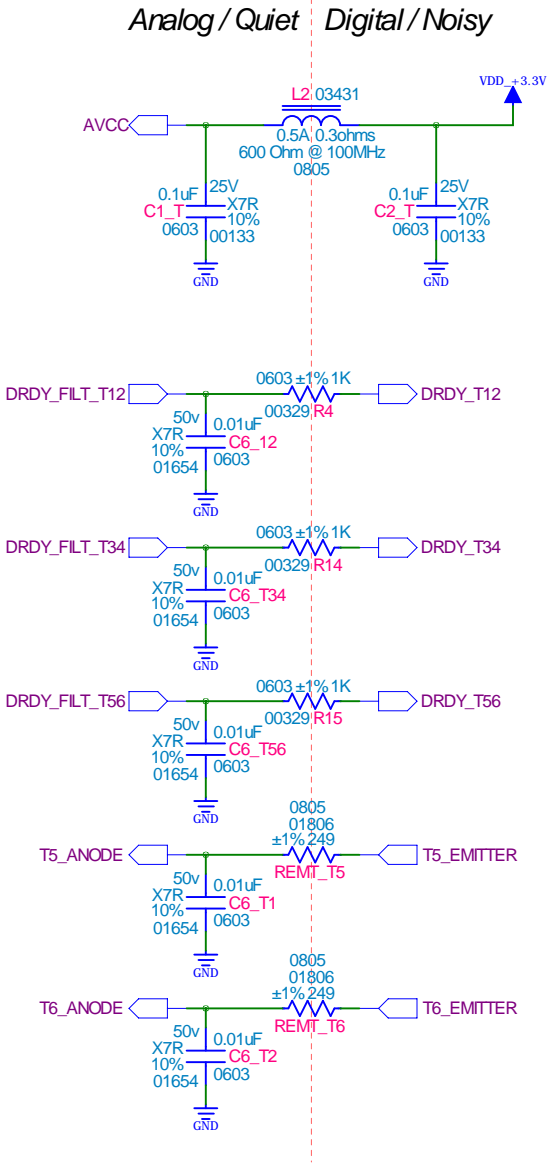 Analog / Quiet Digital / Noisy
L2 03431
VDD_+3.3V
AVCC
0.5A 0.3ohms
600 Ohm @ 100MHz
0805
0.1uF 25V
C1_T X7R
10%
0603 00133
GND
0.1uF 25V
C2_T X7R
10%
0603 00133
GND
0603 ±1% 1K
DRDY_FILT_T12 DRDY_T12
00329 R4
50v 0.01uF
X7R C6_12
10%
01654 0603
GND
0603 ±1% 1K
DRDY_FILT_T34 DRDY_T34
00329 R14
50v 0.01uF
X7R C6_T34
10%
01654 0603
GND
0603 ±1% 1K
DRDY_FILT_T56 DRDY_T56
00329 R15
50v 0.01uF
X7R C6_T56
10%
01654 0603
GND
0805
01806
±1% 249
T5_ANODE T5_EMITTER
REMT_T5
50v 0.01uF
X7R C6_T1
10%
01654 0603
GND
0805
01806
±1% 249
T6_ANODE T6_EMITTER
REMT_T6
50v 0.01uF
X7R C6_T2
10%
01654 0603
GND